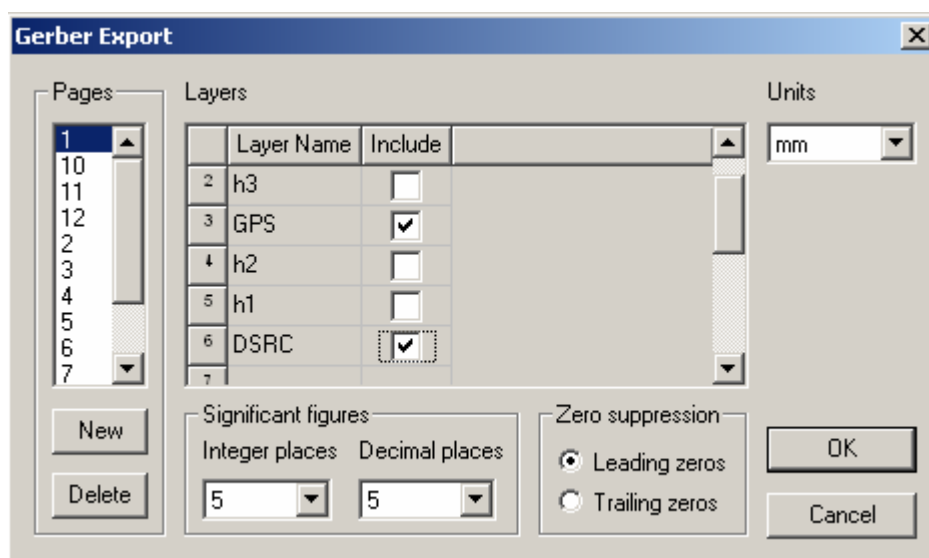 Gerber Export
Pages
1
10
11
12
2
3
4
5
6
7
New
Delete
Layers
Layer Name Include
2 h3
3 GPS
4 h2
5 h1
6 DSRC
7
Significant figures
Integer places Decimal places
5 5
Zero suppression
Leading zeros
Trailing zeros
Units
mm
OK
Cancel